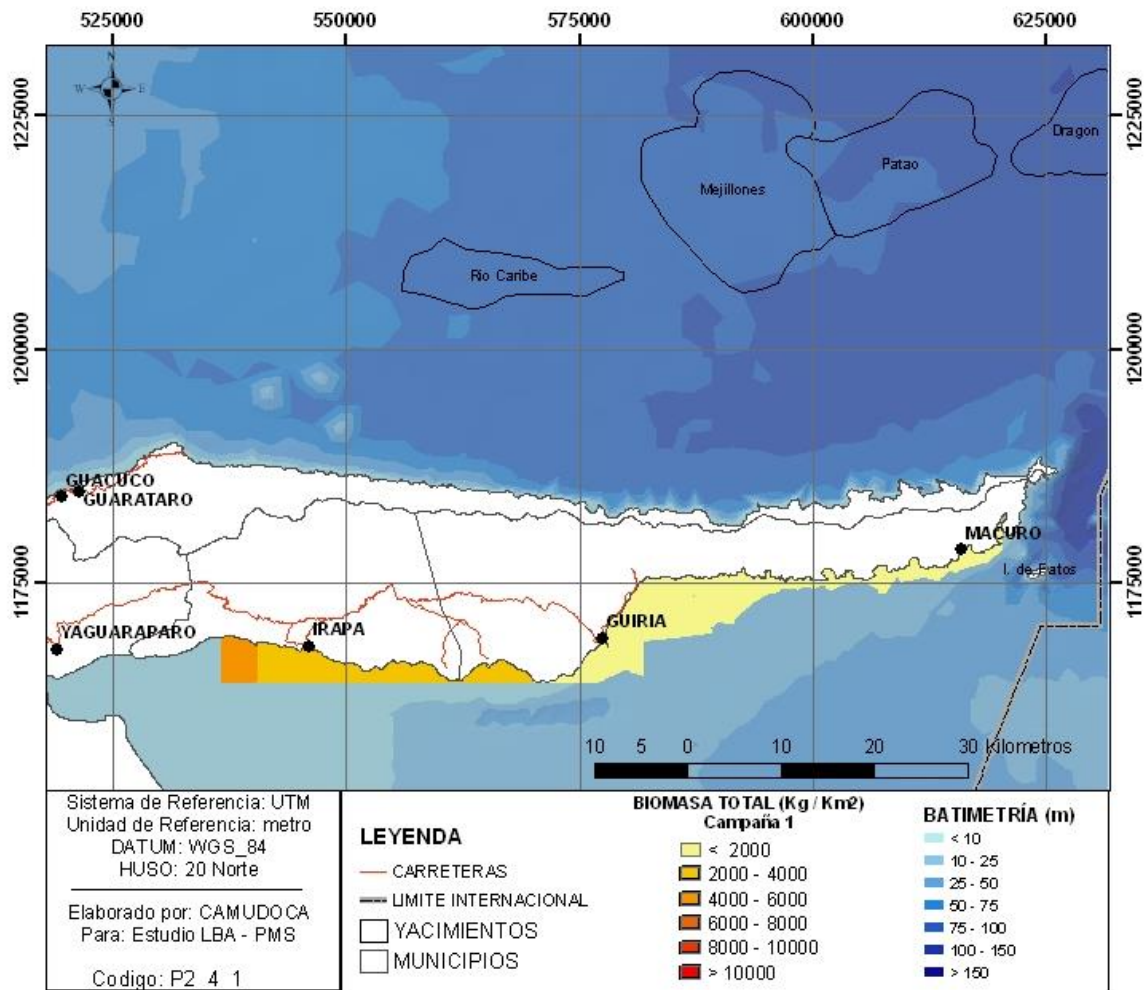 525000 550000 575000 600000 625000
N
W E
S
1225000 1225000
Dragon
Patao
Mejillones
Rio Caribe
1200000 1200000
GUACUCO
GUARATARO
MACURO
I. de Patos
1175000 1175000
GUIRIA
IRAPA
YAGUARAPARO
10 5 0 10 20 30 Kilometros
Sistema de Referencia: UTM
Unidad de Referencia: metro
DATUM: WGS_84
HUSO: 20 Norte
Elaborado por: CAMUDOCA
Para: Estudio LBA - PMS
Codigo: P2_4_1
LEYENDA
CARRETERAS
LIMITE INTERNACIONAL
YACIMIENTOS
MUNICIPIOS
BIOMASA TOTAL (Kg / Km2)
Campaña 1
< 2000
2000 - 4000
4000 - 6000
6000 - 8000
8000 - 10000
> 10000
BATIMETRÍA (m)
< 10
10 - 25
25 - 50
50 - 75
75 - 100
100 - 150
> 150